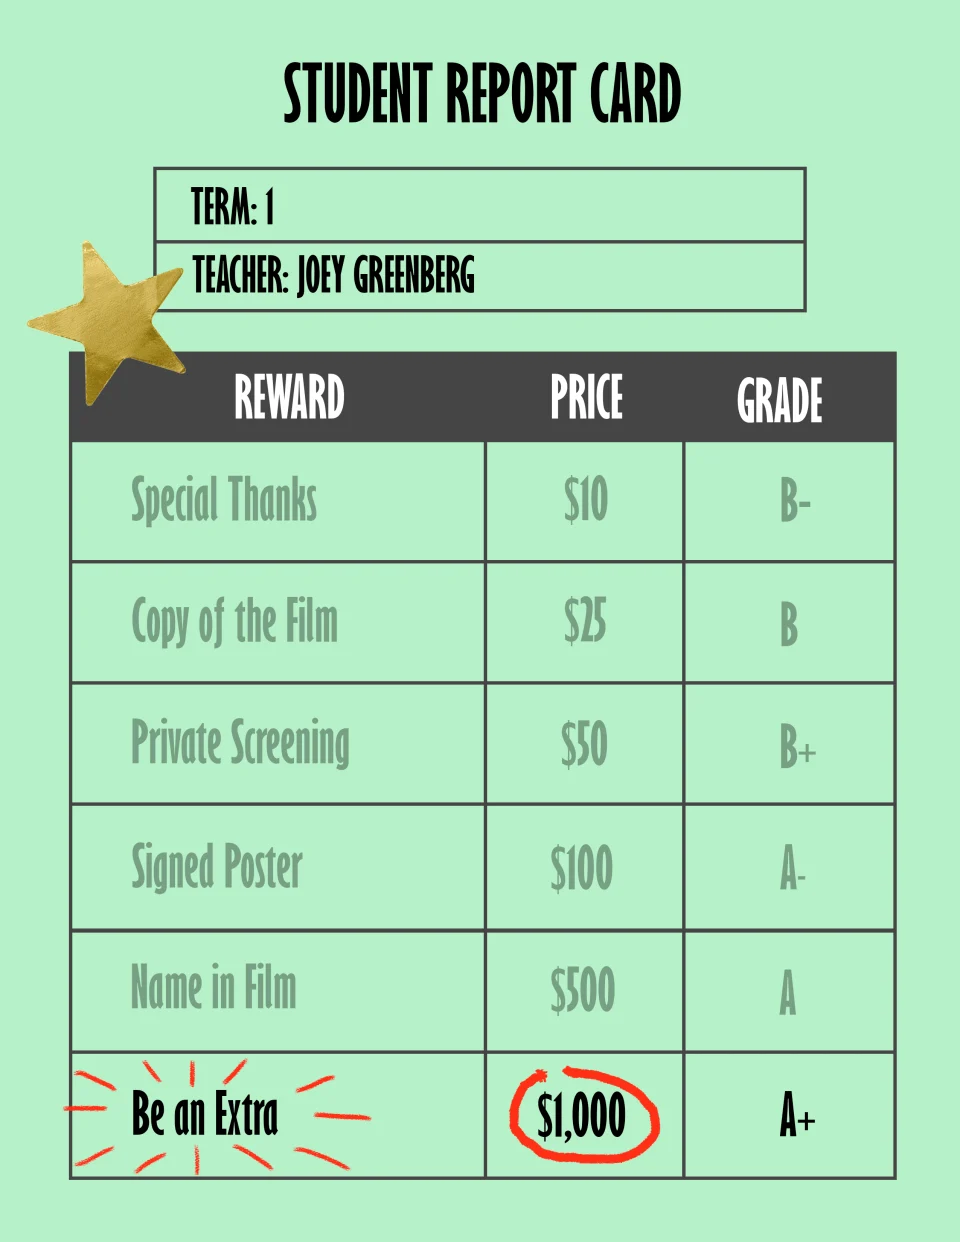 STUDENT REPORT CARD
TERM: 1
TEACHER: JOEY GREENBERG
REWARD PRICE GRADE
Special Thanks $10 B-
Copy of the Film $25 B
Private Screening $50 B+
Signed Poster $100 A-
Name in Film $500 A
Be an Extra $1,000 A+